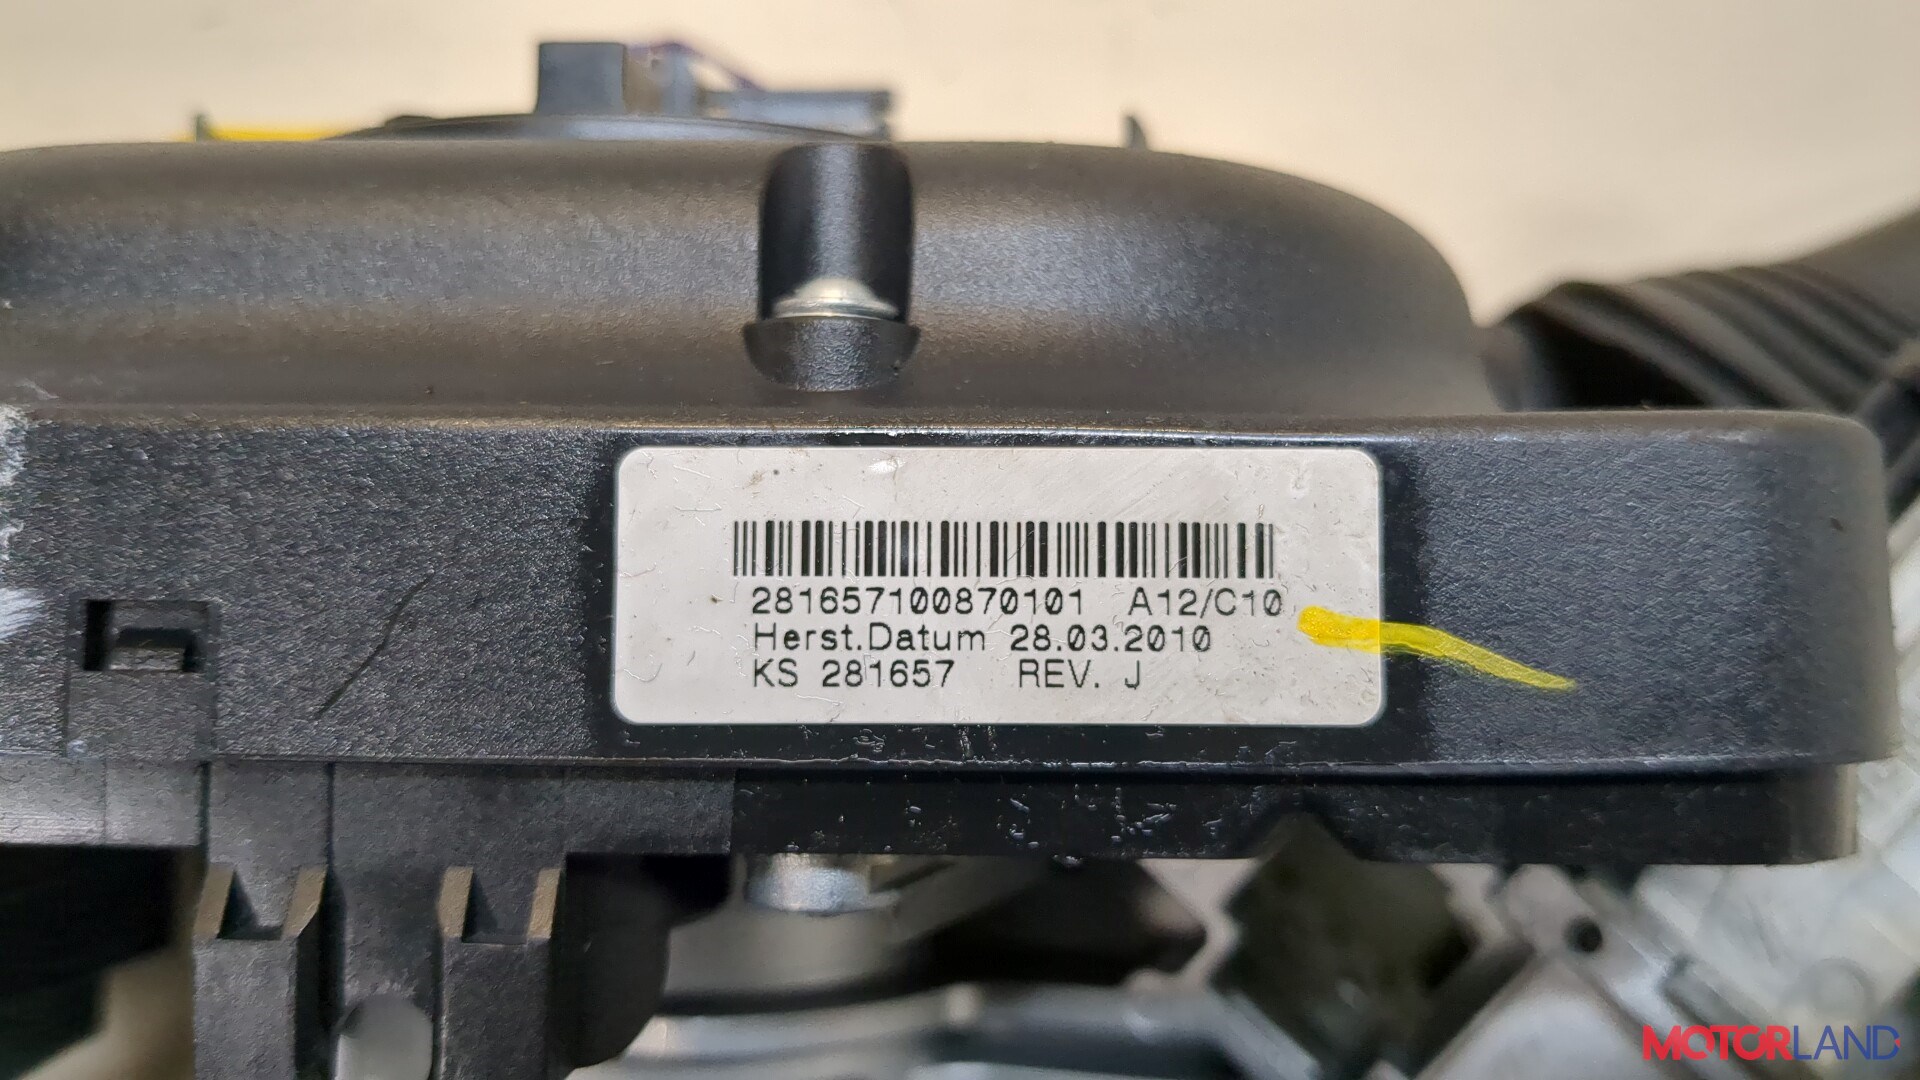 281657100870101 A12/C10
Herst.Datum 28.03.2010
KS 281657 REV. J
MOTORLAND